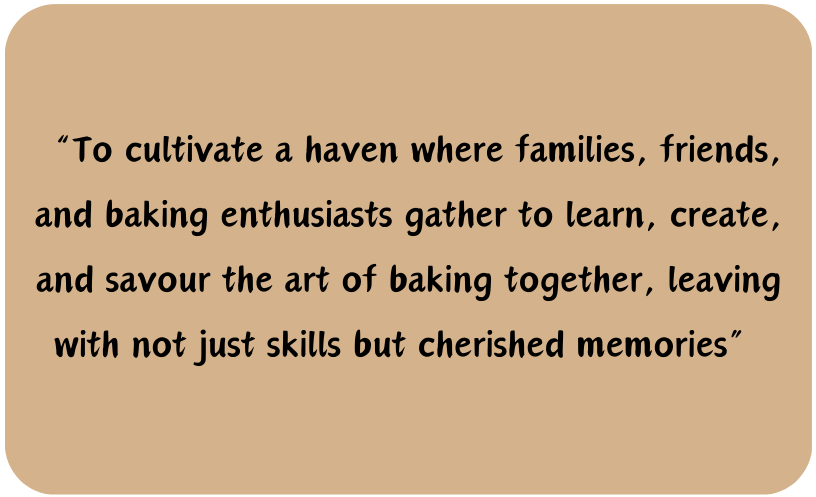 “To cultivate a haven where families, friends,
and baking enthusiasts gather to learn, create,
and savour the art of baking together, leaving
with not just skills but cherished memories”